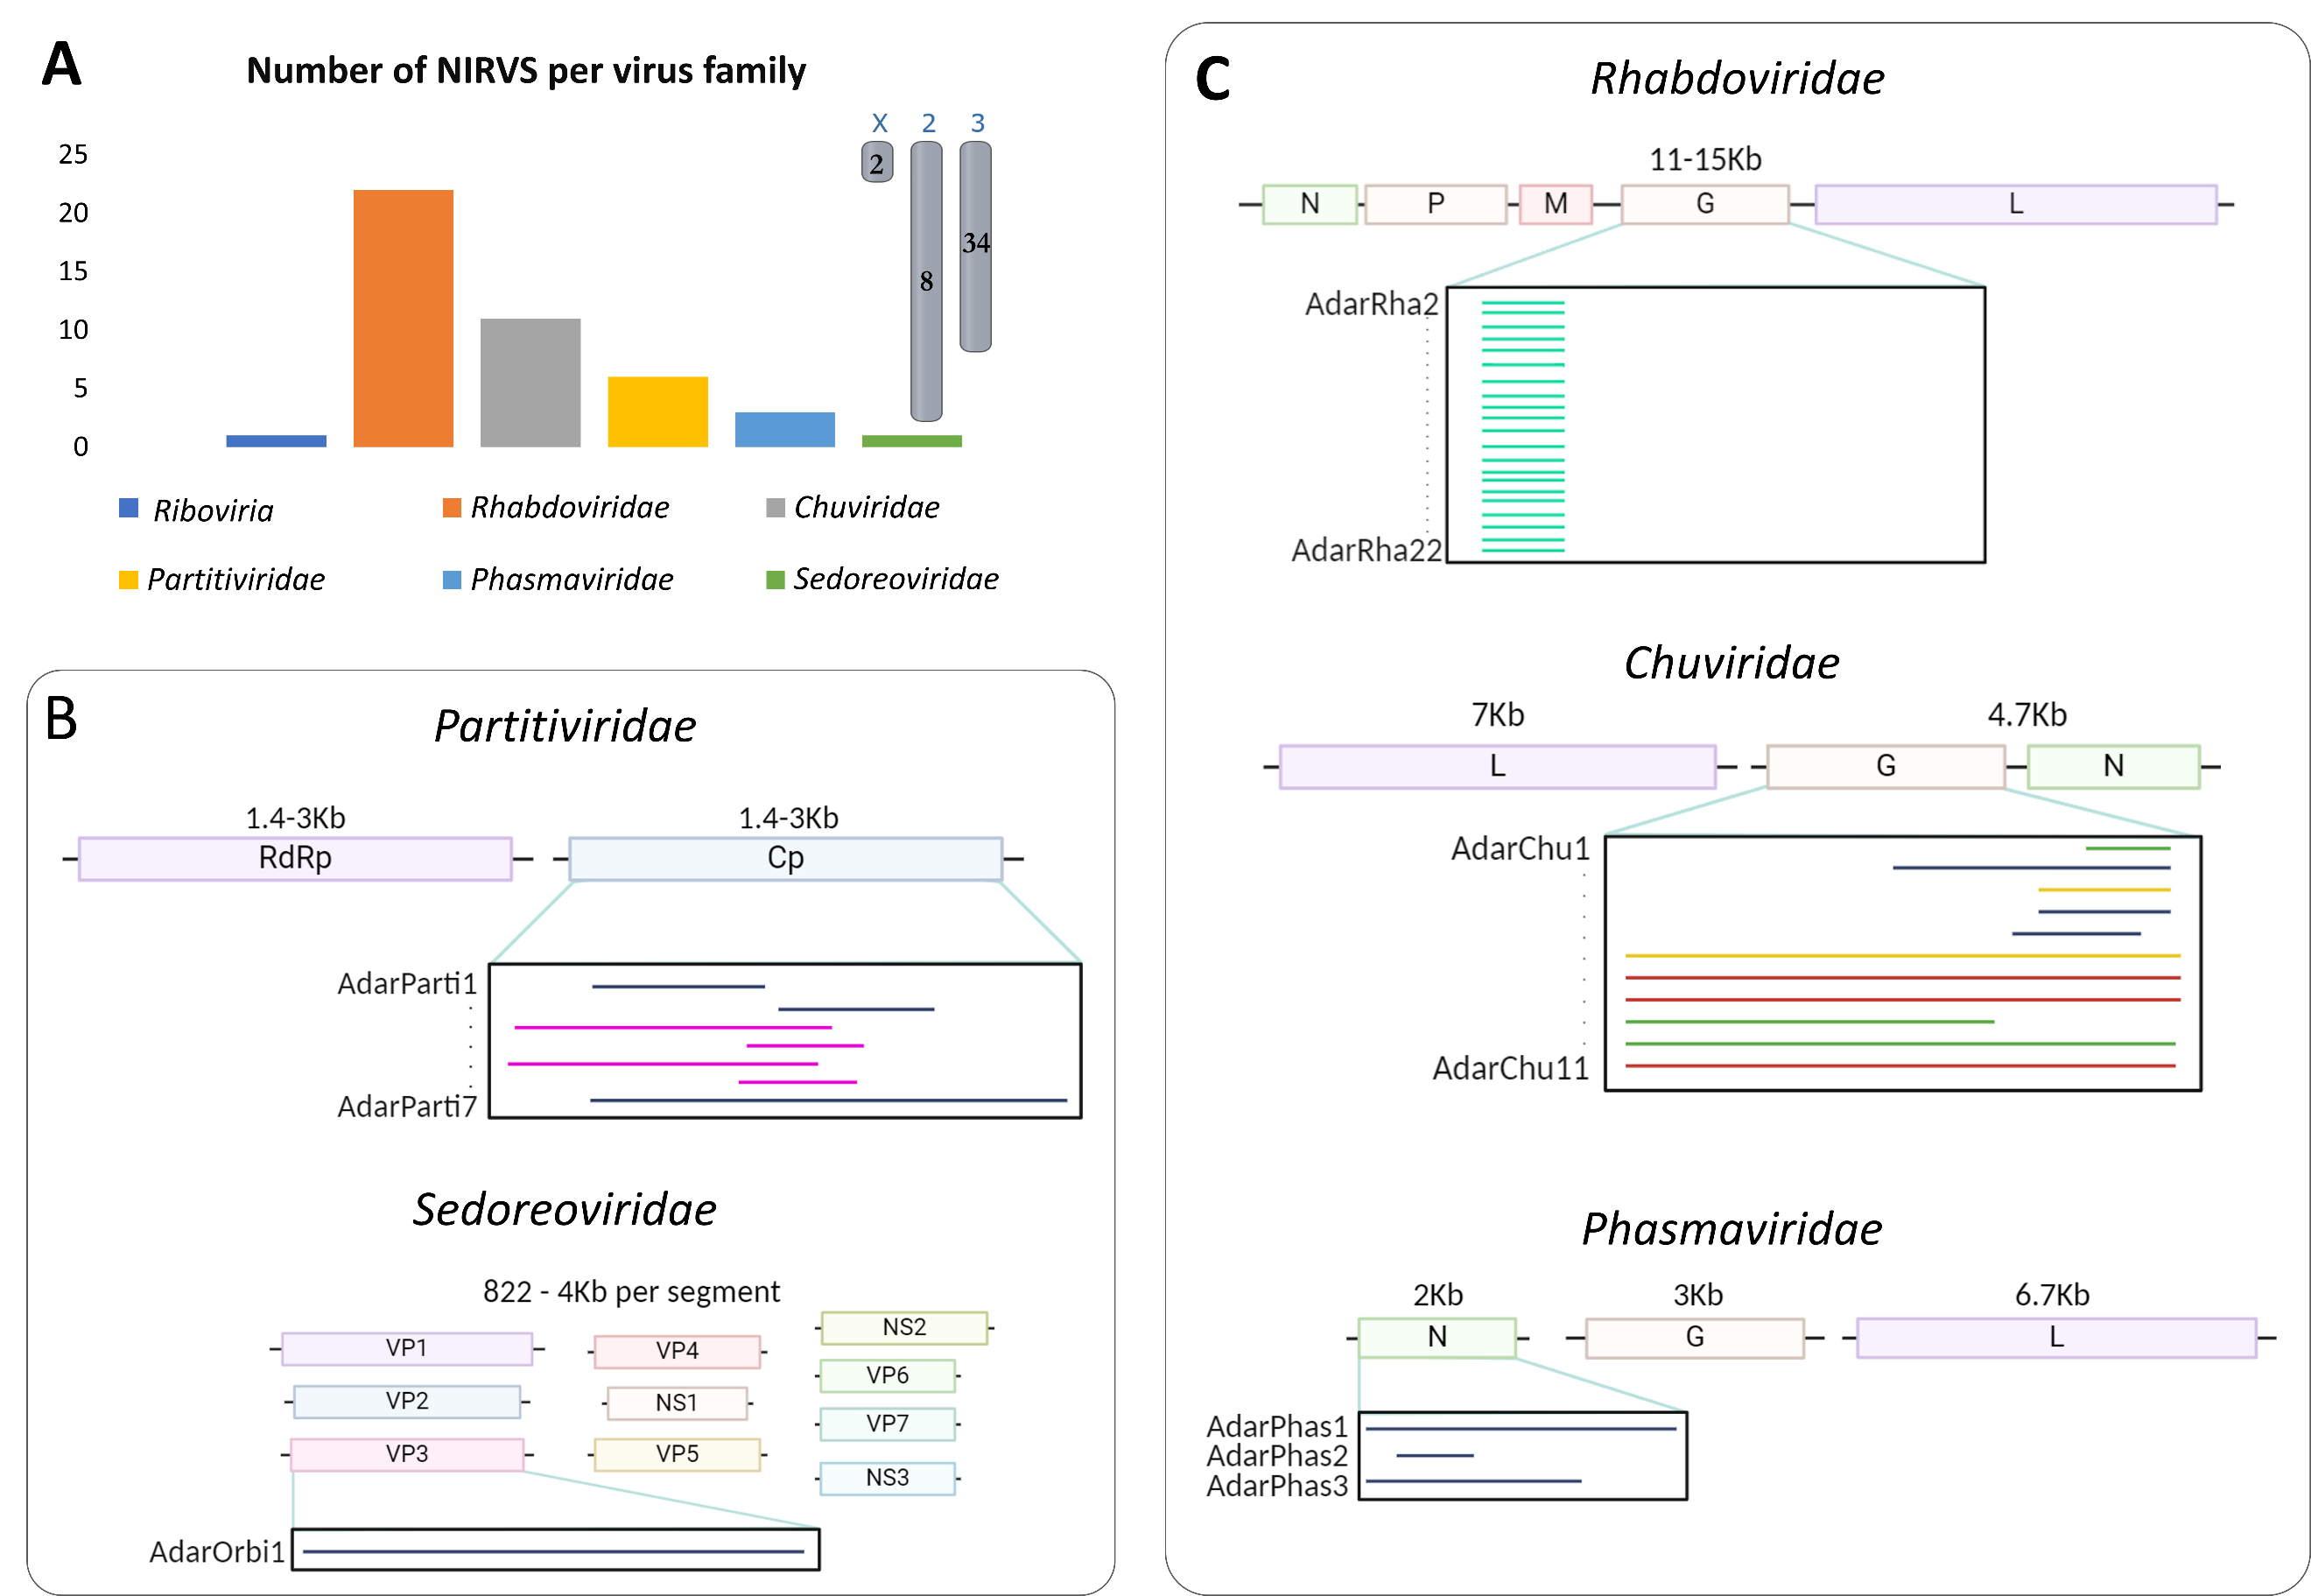 A
Number of NIRVS per virus family
25
20
15
10
5
0
X 2 3
2
8
34
Riboviria
Rhabdoviridae
Chuviridae
Partitiviridae
Phasmaviridae
Sedoreoviridae
B
Partitiviridae
1.4-3Kb 1.4-3Kb
RdRp Cp
AdarParti1
AdarParti7
Sedoreoviridae
822 - 4Kb per segment
VP1
VP2
VP3
VP4
NS1
VP5
NS2
VP6
VP7
NS3
AdarOrbi1
C
Rhabdoviridae
11-15Kb
N P M G L
AdarRha2
AdarRha22
Chuviridae
7Kb 4.7Kb
L G N
AdarChu1
AdarChu11
Phasmaviridae
2Kb 3Kb 6.7Kb
N G L
AdarPhas1
AdarPhas2
AdarPhas3